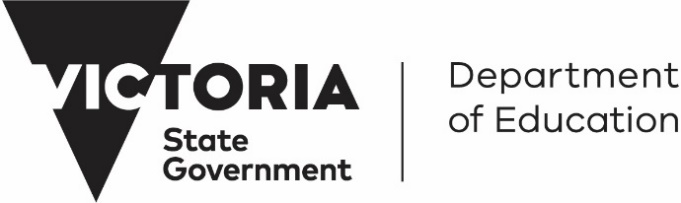 VICTORIA
State
Government
Department
of Education